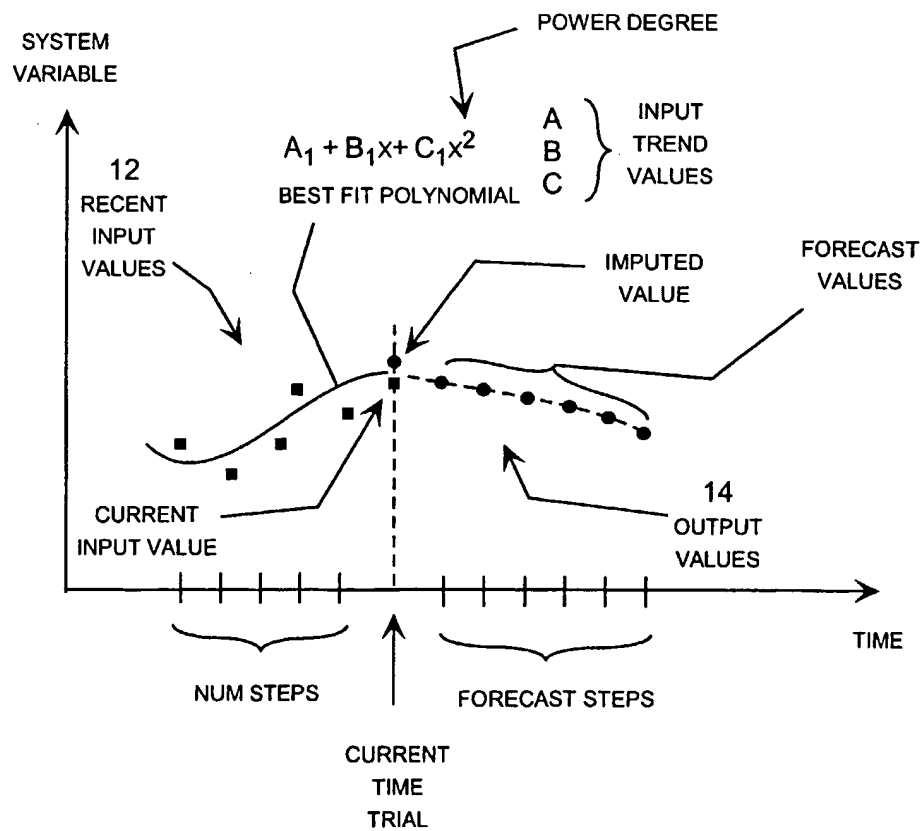 POWER DEGREE
SYSTEM
VARIABLE
A₁ + B₁x+ C₁x²
A
B
C
INPUT
TREND
VALUES
BEST FIT POLYNOMIAL
12
RECENT
INPUT
VALUES
IMPUTED
VALUE
FORECAST
VALUES
CURRENT
INPUT VALUE
14
OUTPUT
VALUES
TIME
NUM STEPS
FORECAST STEPS
CURRENT
TIME
TRIAL